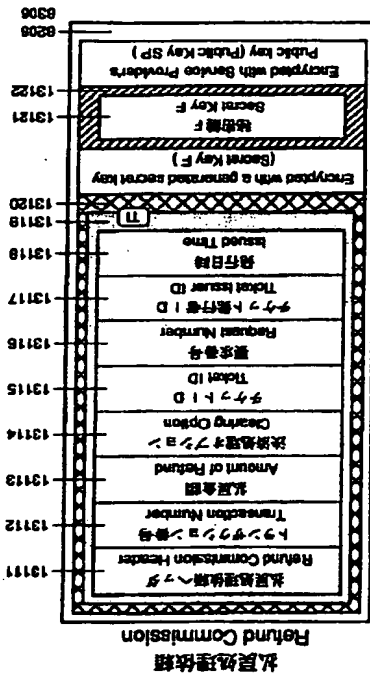 払戻処理依頼
Refund Commission
払戻処理依頼ヘッダ
Refund Commission Header
13111
トランザクション番号
Transaction Number
13112
払戻金額
Amount of Refund
13113
決済処理オプション
Clearing Option
13114
チケットID
Ticket ID
13115
要求番号
Request Number
13116
チケット発行者ID
Ticket Issuer ID
13117
発行日時
Issued Time
13118
TI
13119
13120
Encrypted with a generated secret key
(Secret Key F)
秘密鍵F
Secret Key F
13121
13122
Encrypted with Service Provider's
Public key (Public Key SP)
8205
8306